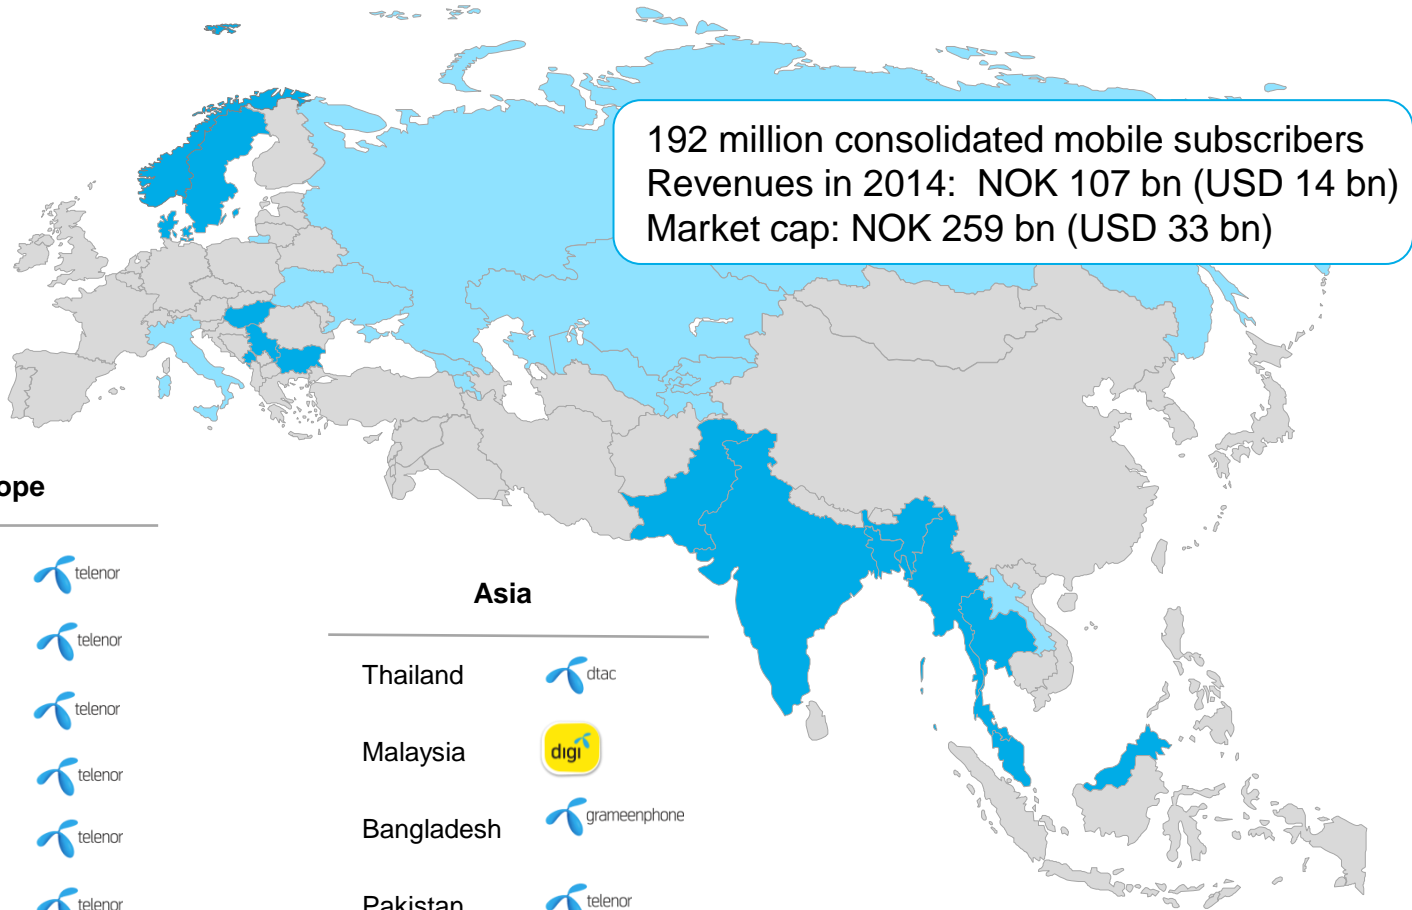 192 million consolidated mobile subscribers
Revenues in 2014: NOK 107 bn (USD 14 bn)
Market cap: NOK 259 bn (USD 33 bn)
ope
telenor
telenor
telenor
telenor
telenor
telenor
Asia
Thailand dtac
Malaysia digi
Bangladesh grameenphone
Pakistan telenor